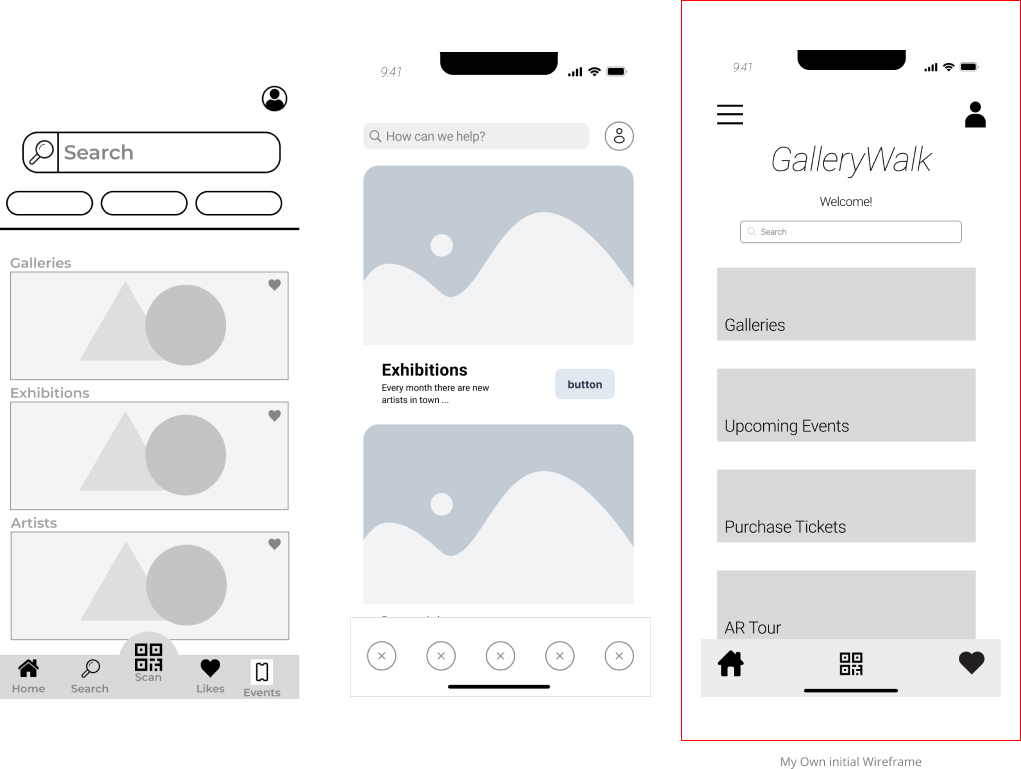 Search
Galleries
Exhibitions
Artists
Home
Search
Scan
Likes
Events
9:41
How can we help?
Exhibitions
Every month there are new
artists in town ...
button
9:41
GalleryWalk
Welcome!
Search
Galleries
Upcoming Events
Purchase Tickets
AR Tour
My Own initial Wireframe